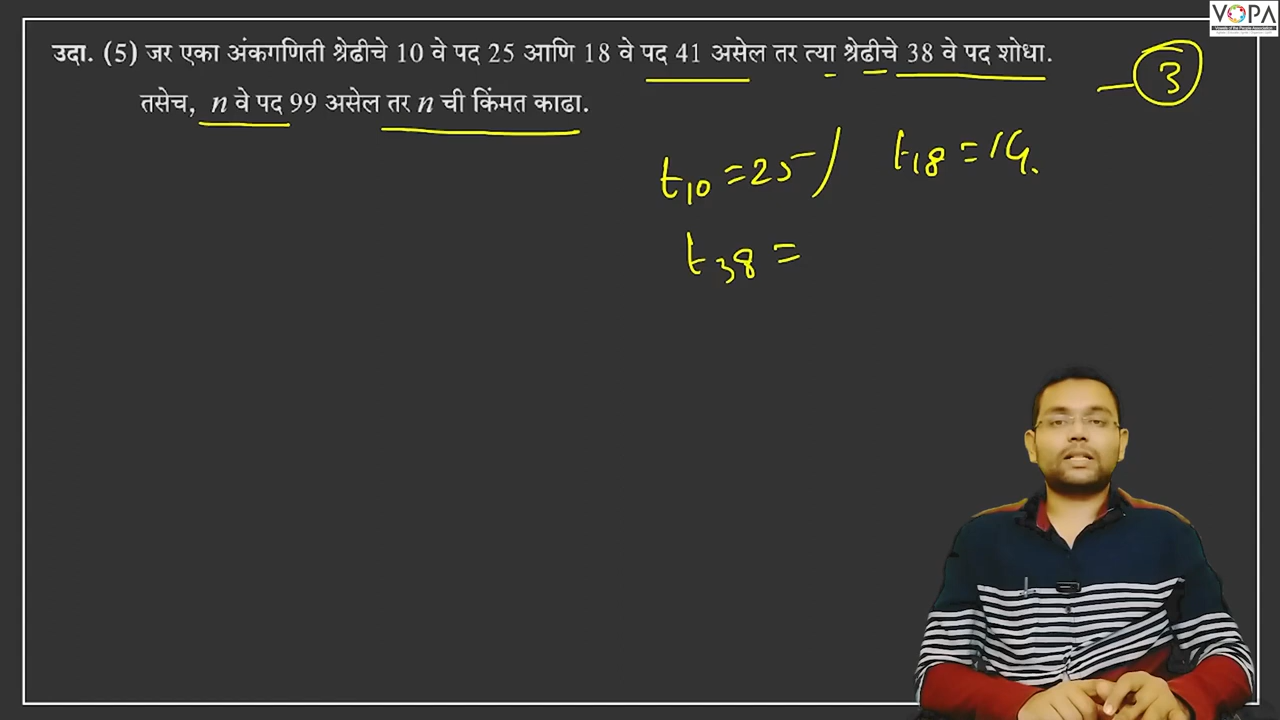 VOPA
उदा. (5) जर एका अंकगणिती श्रेढीचे 10 वे पद 25 आणि 18 वे पद 41 असेल तर त्या श्रेढीचे 38 वे पद शोधा.
तसेच, n वे पद 99 असेल तर n ची किंमत काढा.
3
t10 = 25 /
t18 =
t38 =